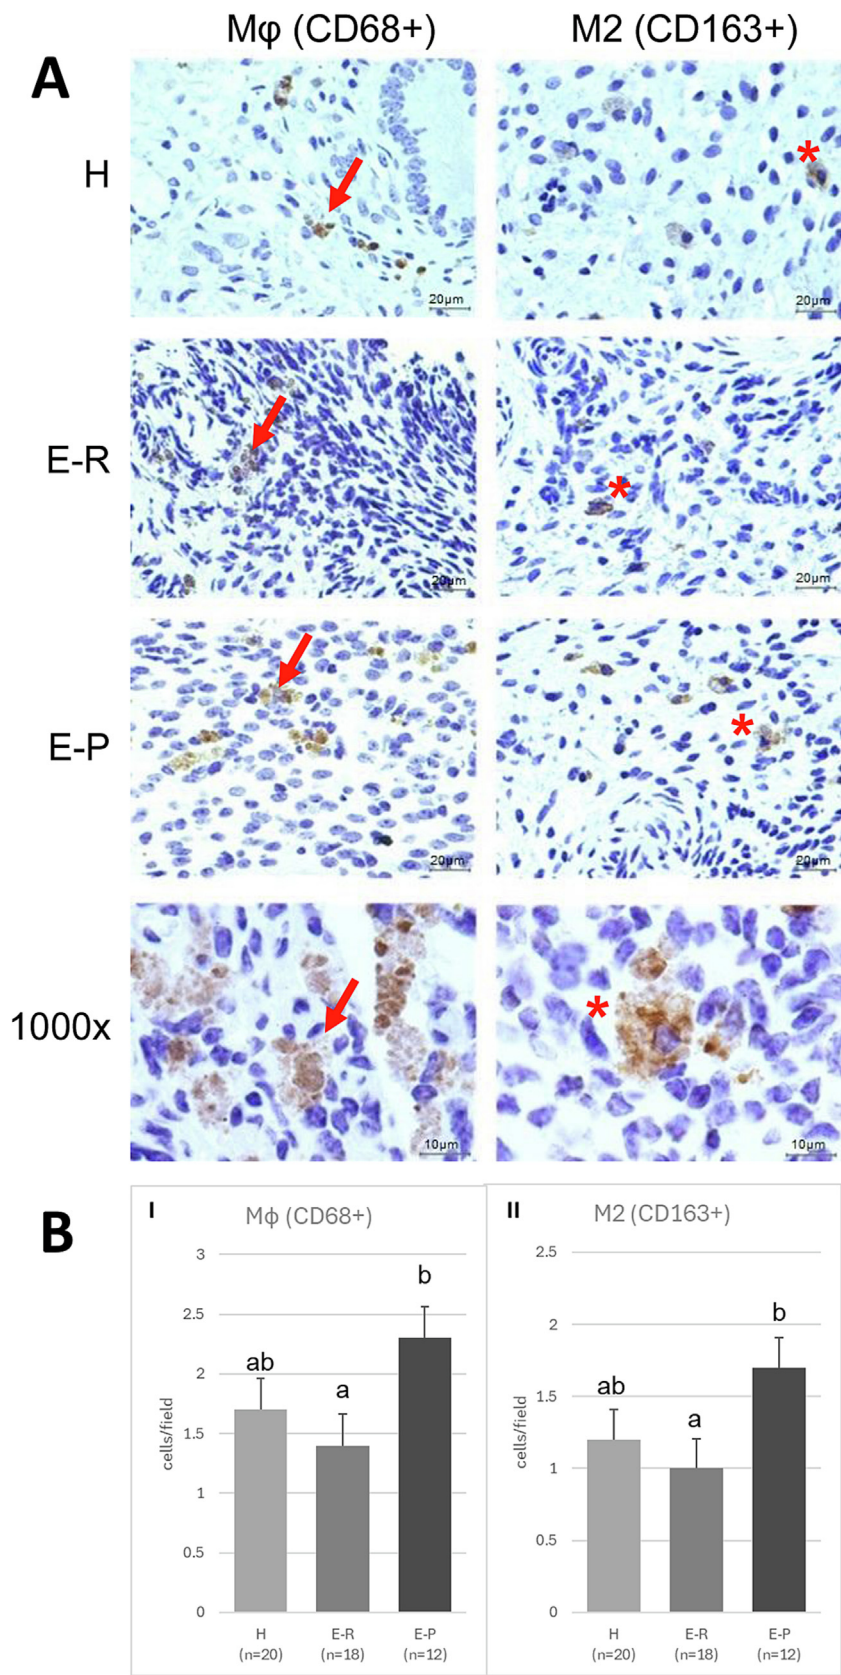 Mφ (CD68+) M2 (CD163+)
A
H
*
20µm 20µm
E-R
*
20µm 20µm
E-P
*
20µm 20µm
1000x
*
10µm 10µm
B
I Mϕ (CD68+)
3
2.5
2
1.5
1
0.5
0
cells/field
ab
a
b
H E-R E-P
(n=20) (n=18) (n=12)
II M2 (CD163+)
2.5
2
1.5
1
0.5
0
cells/field
ab
a
b
H E-R E-P
(n=20) (n=18) (n=12)